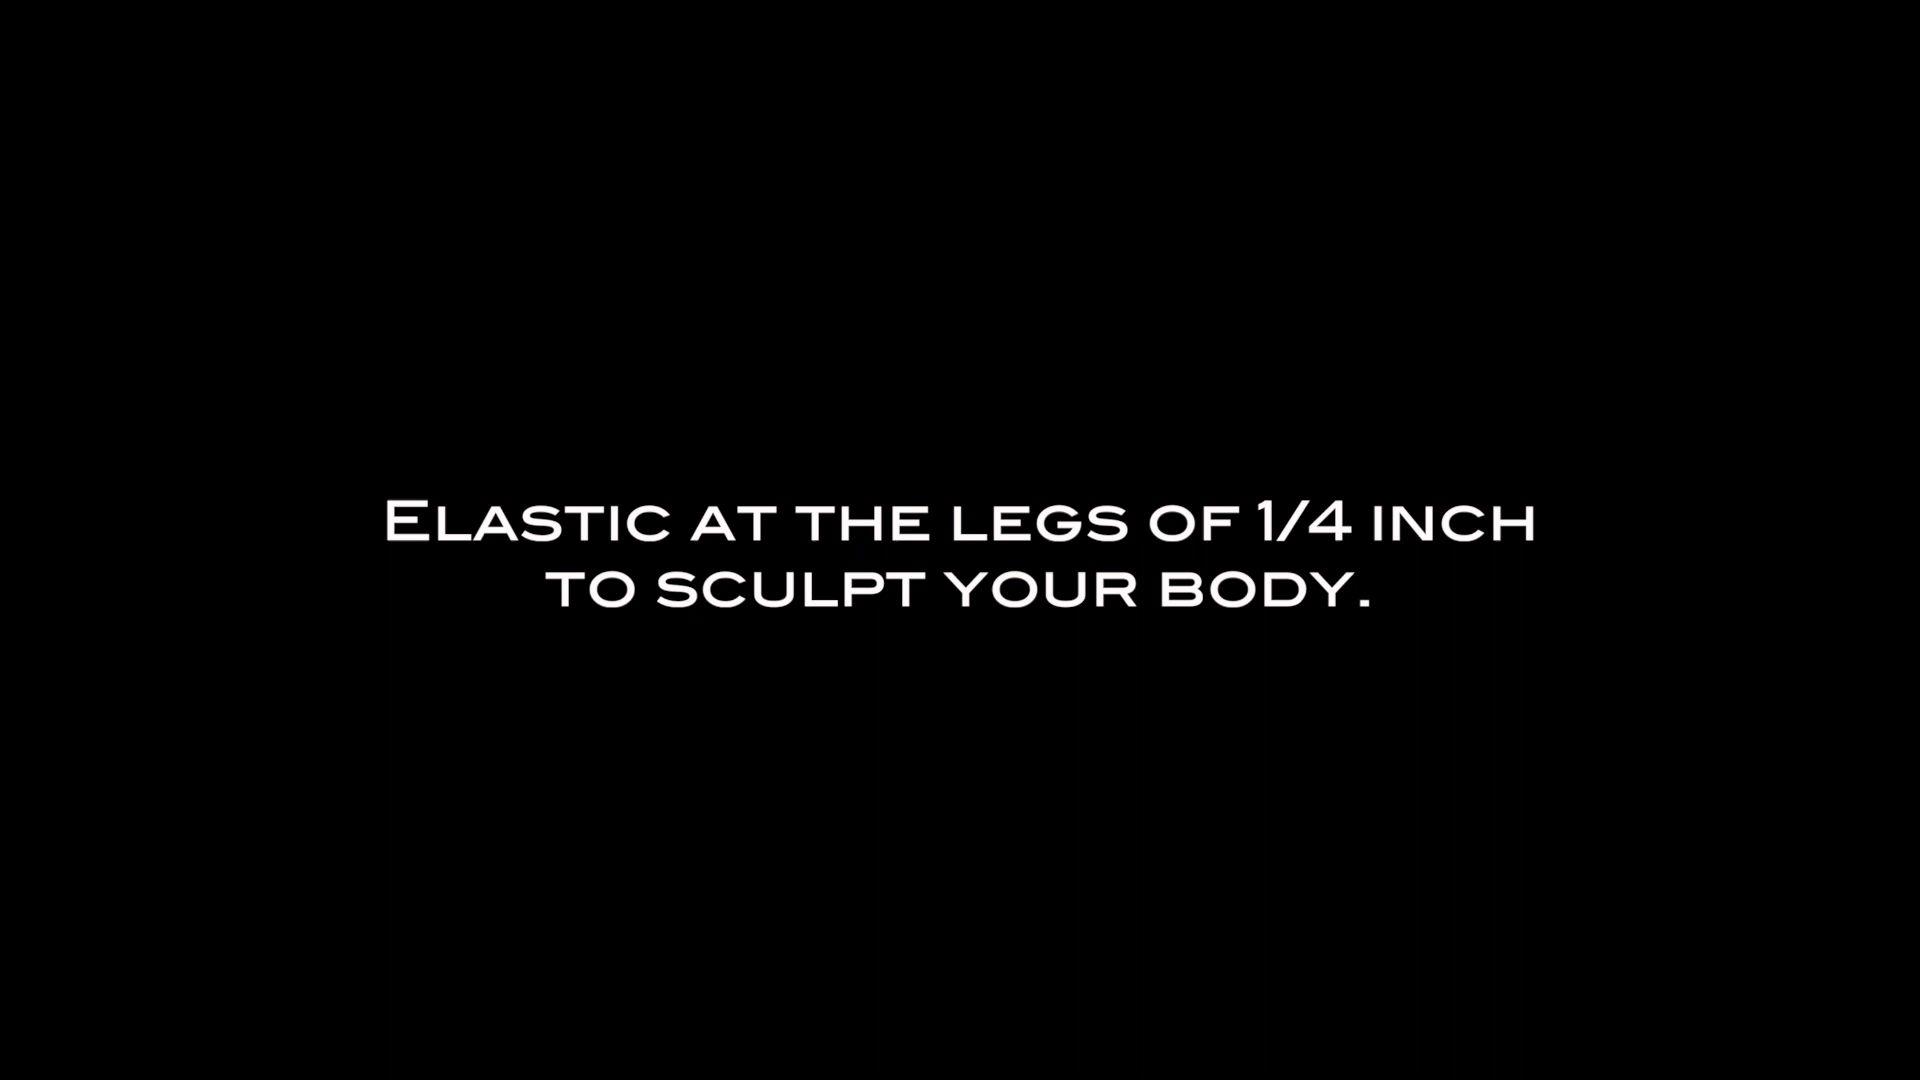 Elastic at the legs of 1/4 inch
to sculpt your body.